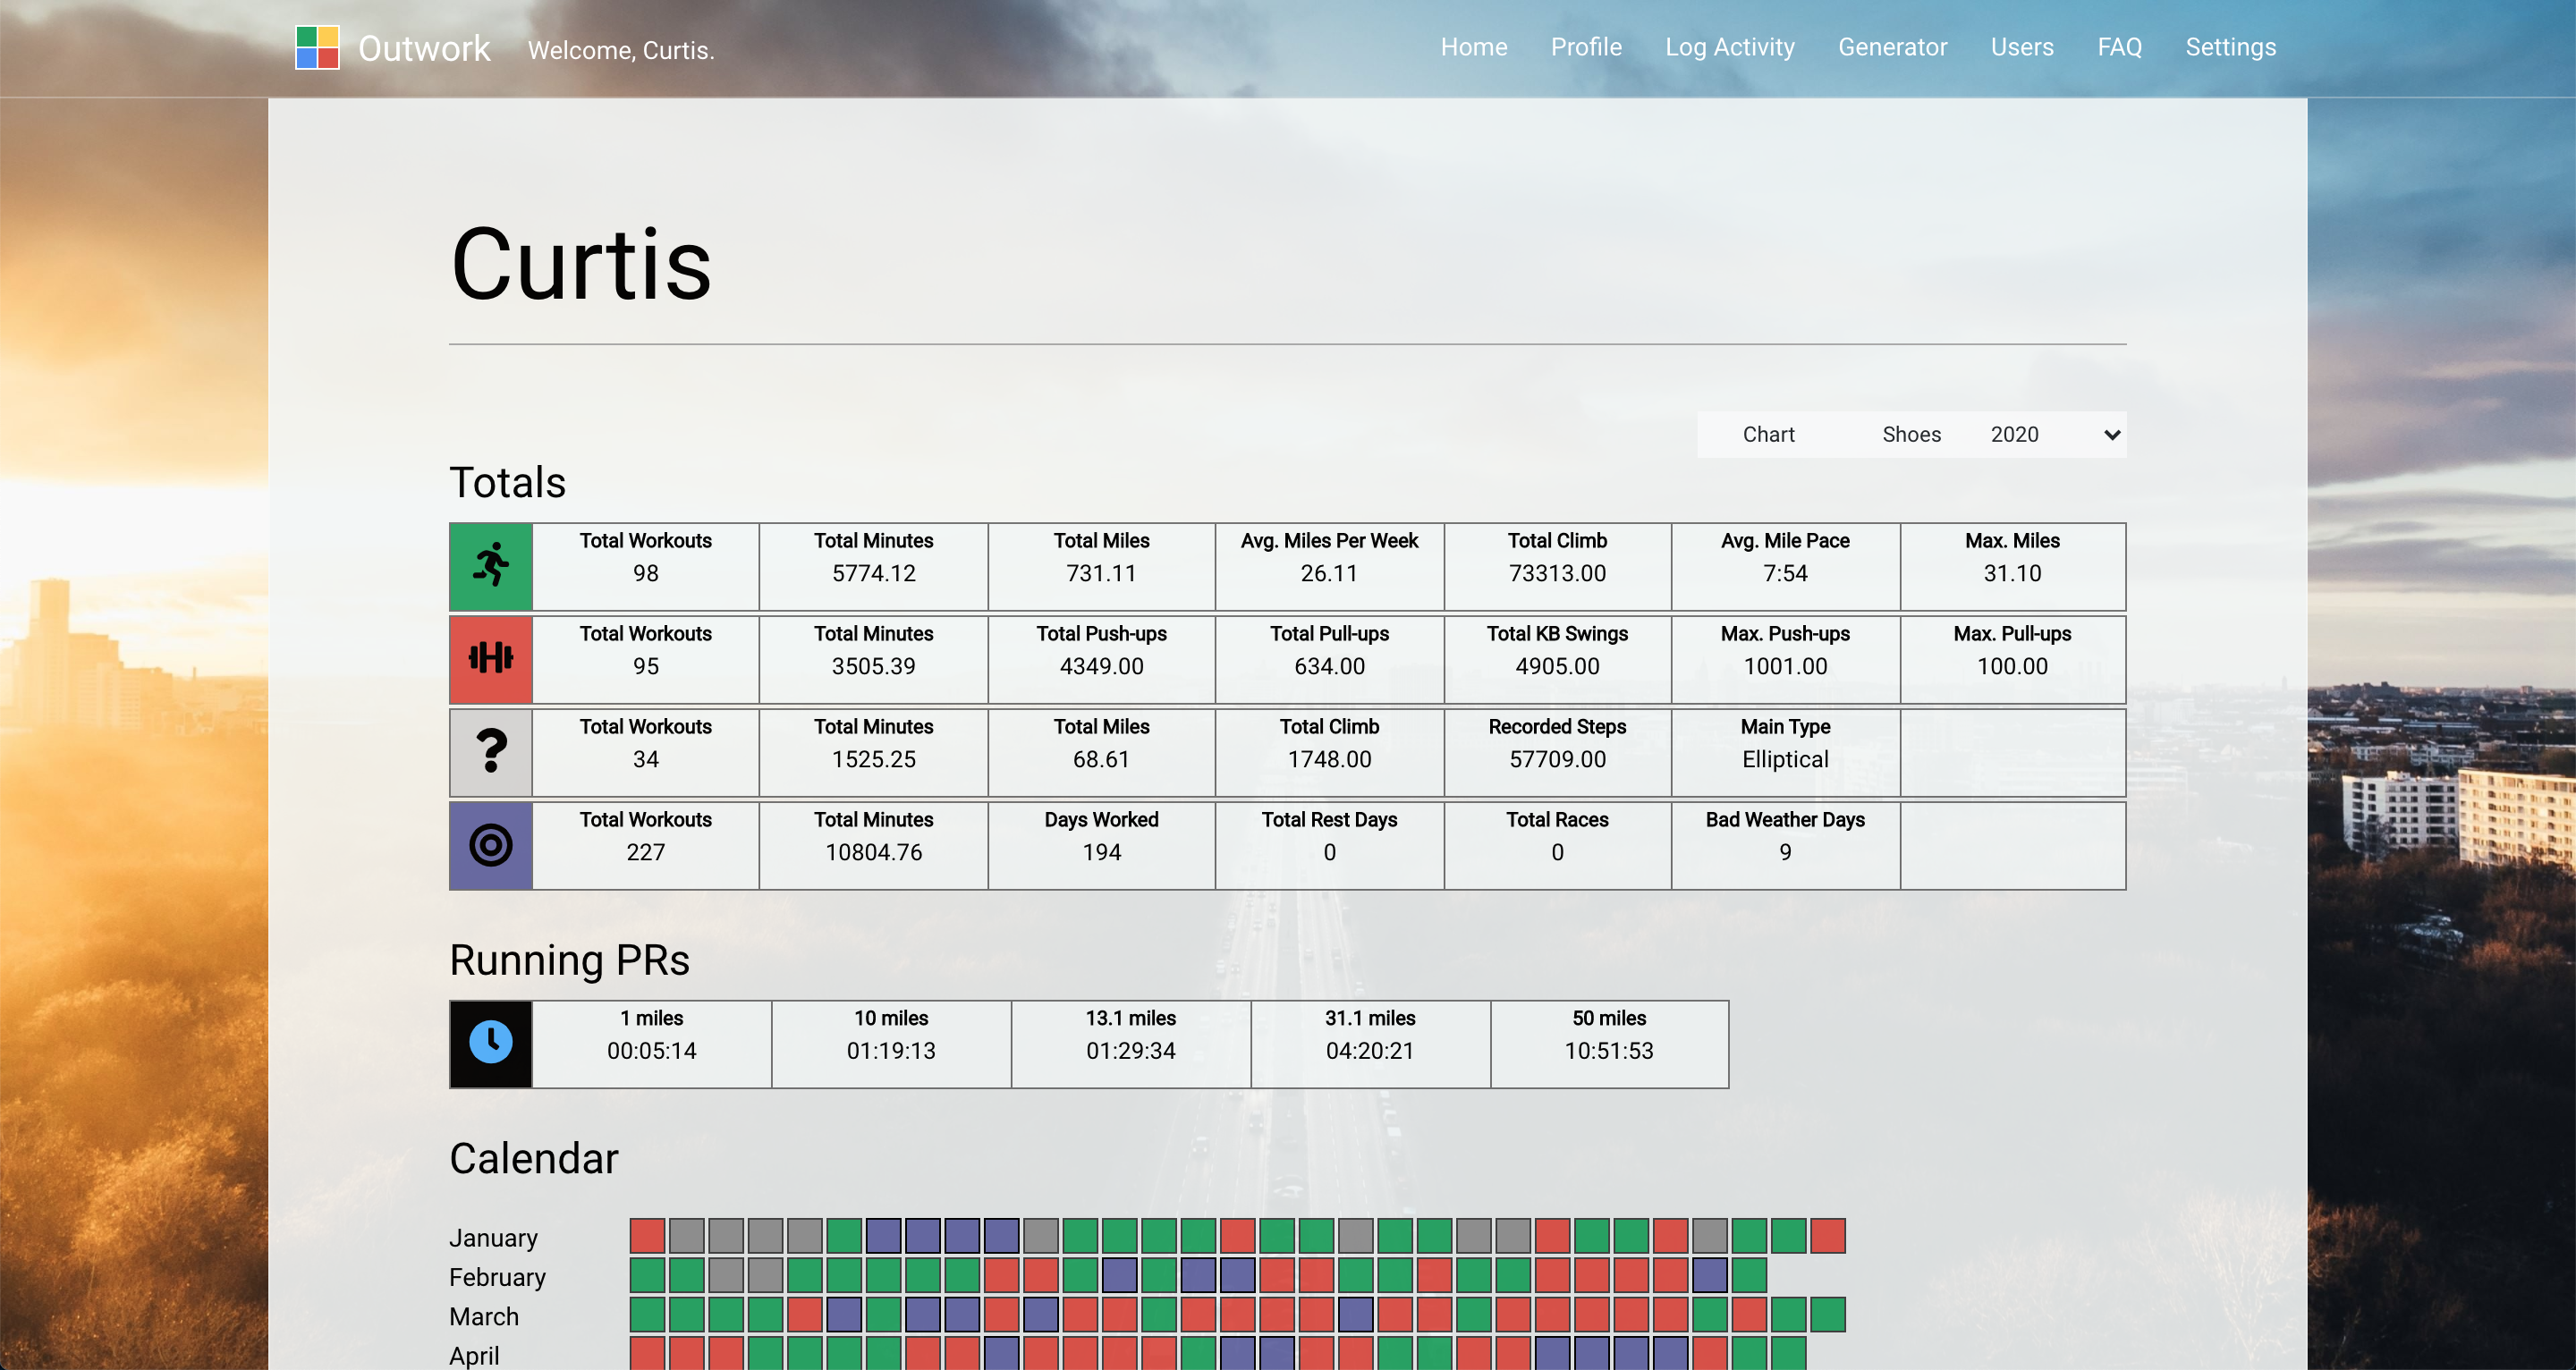 Outwork Welcome, Curtis. Home Profile Log Activity Generator Users FAQ Settings
Curtis
Chart Shoes 2020
Totals
Total Workouts Total Minutes Total Miles Avg. Miles Per Week Total Climb Avg. Mile Pace Max. Miles
98 5774.12 731.11 26.11 73313.00 7:54 31.10
Total Workouts Total Minutes Total Push-ups Total Pull-ups Total KB Swings Max. Push-ups Max. Pull-ups
95 3505.39 4349.00 634.00 4905.00 1001.00 100.00
Total Workouts Total Minutes Total Miles Total Climb Recorded Steps Main Type
34 1525.25 68.61 1748.00 57709.00 Elliptical
Total Workouts Total Minutes Days Worked Total Rest Days Total Races Bad Weather Days
227 10804.76 194 0 0 9
Running PRs
1 miles 10 miles 13.1 miles 31.1 miles 50 miles
00:05:14 01:19:13 01:29:34 04:20:21 10:51:53
Calendar
January
February
March
April